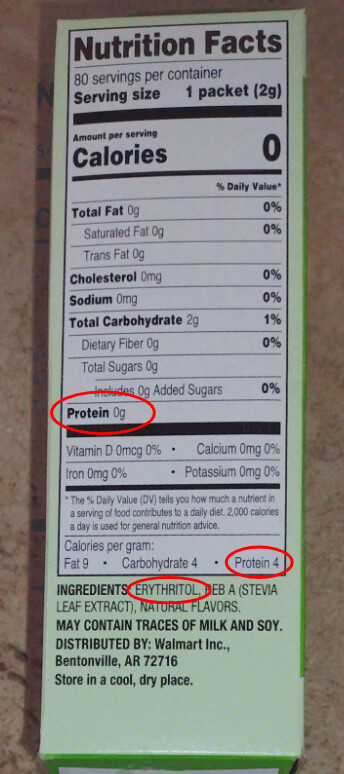 Nutrition Facts
80 servings per container
Serving size 1 packet (2g)
Amount per serving
Calories 0
% Daily Value*
Total Fat 0g 0%
Saturated Fat 0g 0%
Trans Fat 0g
Cholesterol 0mg 0%
Sodium 0mg 0%
Total Carbohydrate 2g 1%
Dietary Fiber 0g 0%
Total Sugars 0g
Includes 0g Added Sugars 0%
Protein 0g
Vitamin D 0mcg 0% • Calcium 0mg 0%
Iron 0mg 0% • Potassium 0mg 0%
* The % Daily Value (DV) tells you how much a nutrient in
a serving of food contributes to a daily diet. 2,000 calories
a day is used for general nutrition advice.
Calories per gram:
Fat 9 • Carbohydrate 4 • Protein 4
INGREDIENTS: ERYTHRITOL, REB A (STEVIA
LEAF EXTRACT), NATURAL FLAVORS.
MAY CONTAIN TRACES OF MILK AND SOY.
DISTRIBUTED BY: Walmart Inc.,
Bentonville, AR 72716
Store in a cool, dry place.